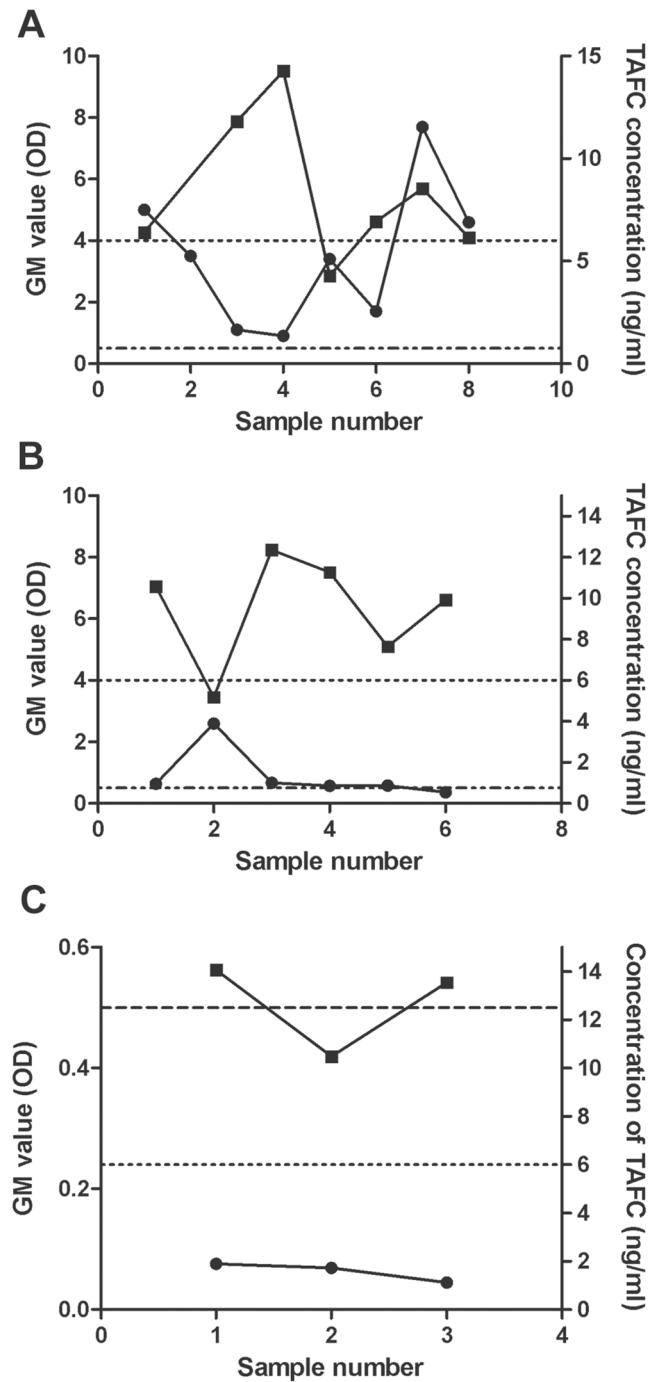 A
10
8
6
4
2
0
GM value (OD)
15
10
5
0
TAFC concentration (ng/ml)
0 2 4 6 8 10
Sample number
B
10
8
6
4
2
0
GM value (OD)
14
12
10
8
6
4
2
0
TAFC concentration (ng/ml)
0 2 4 6 8
Sample number
C
0.6
0.4
0.2
0.0
GM value (OD)
14
12
10
8
6
4
2
0
Concentration of TAFC (ng/ml)
0 1 2 3 4
Sample number